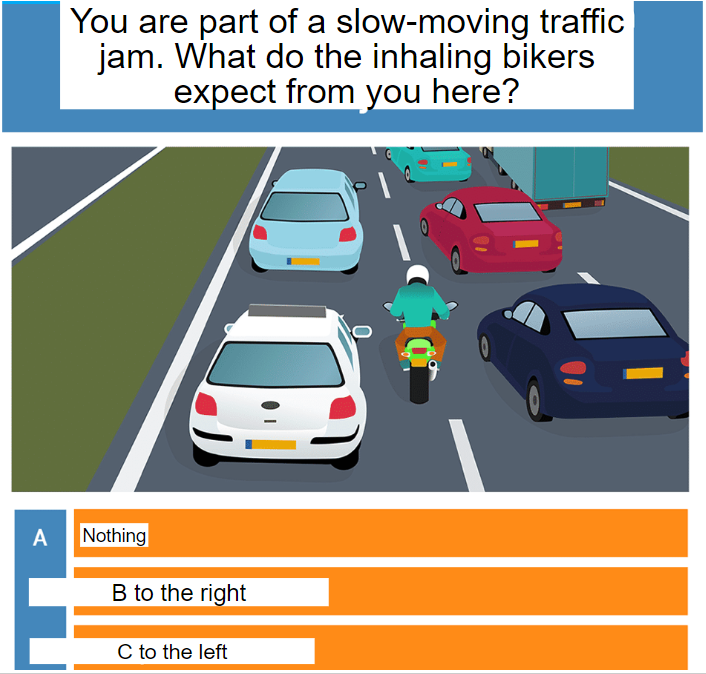 You are part of a slow-moving traffic
jam. What do the inhaling bikers
expect from you here?
A
Nothing
B to the right
C to the left